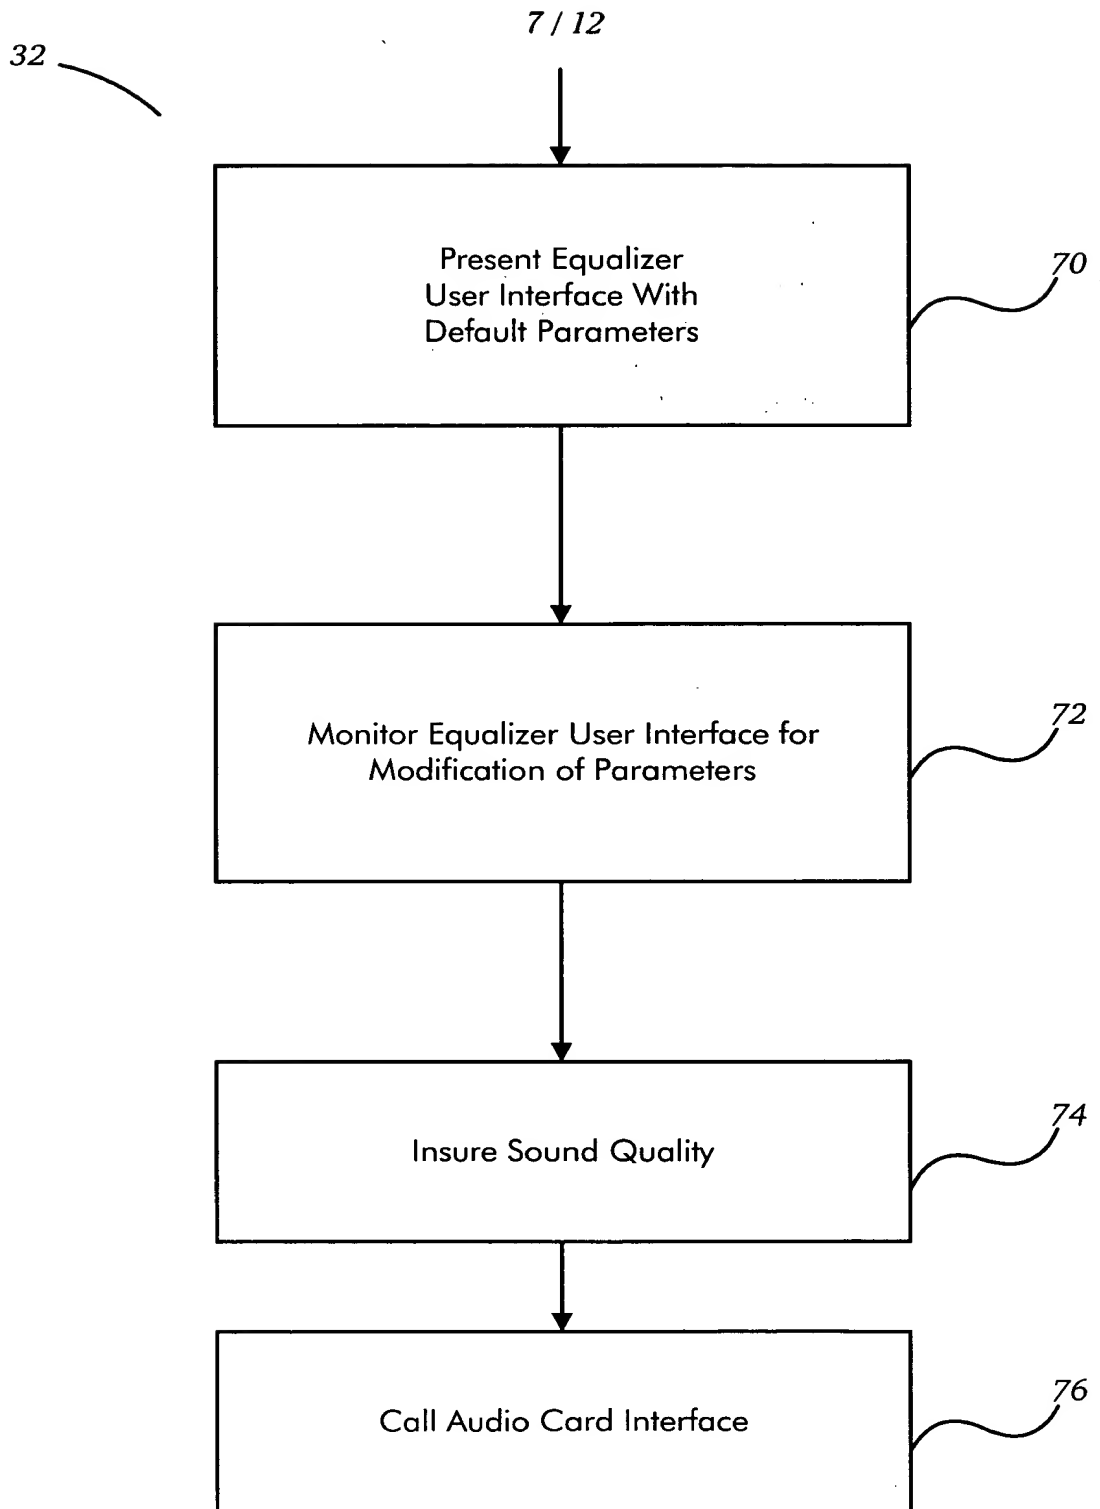 7 / 12
32
Present Equalizer
User Interface With
Default Parameters
70
Monitor Equalizer User Interface for
Modification of Parameters
72
Insure Sound Quality
74
Call Audio Card Interface
76